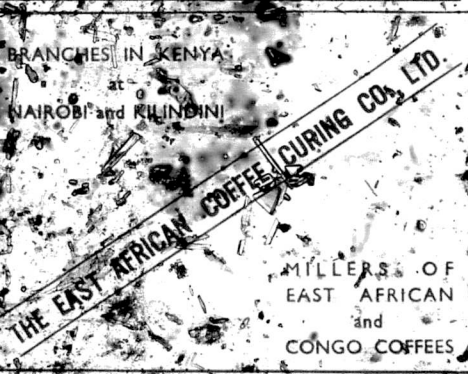 BRANCHES IN KENYA
at
NAIROBI and KILINDINI
THE EAST AFRICAN COFFEE CURING CO., LTD
MILLERS OF
EAST AFRICAN
and
CONGO COFFEES